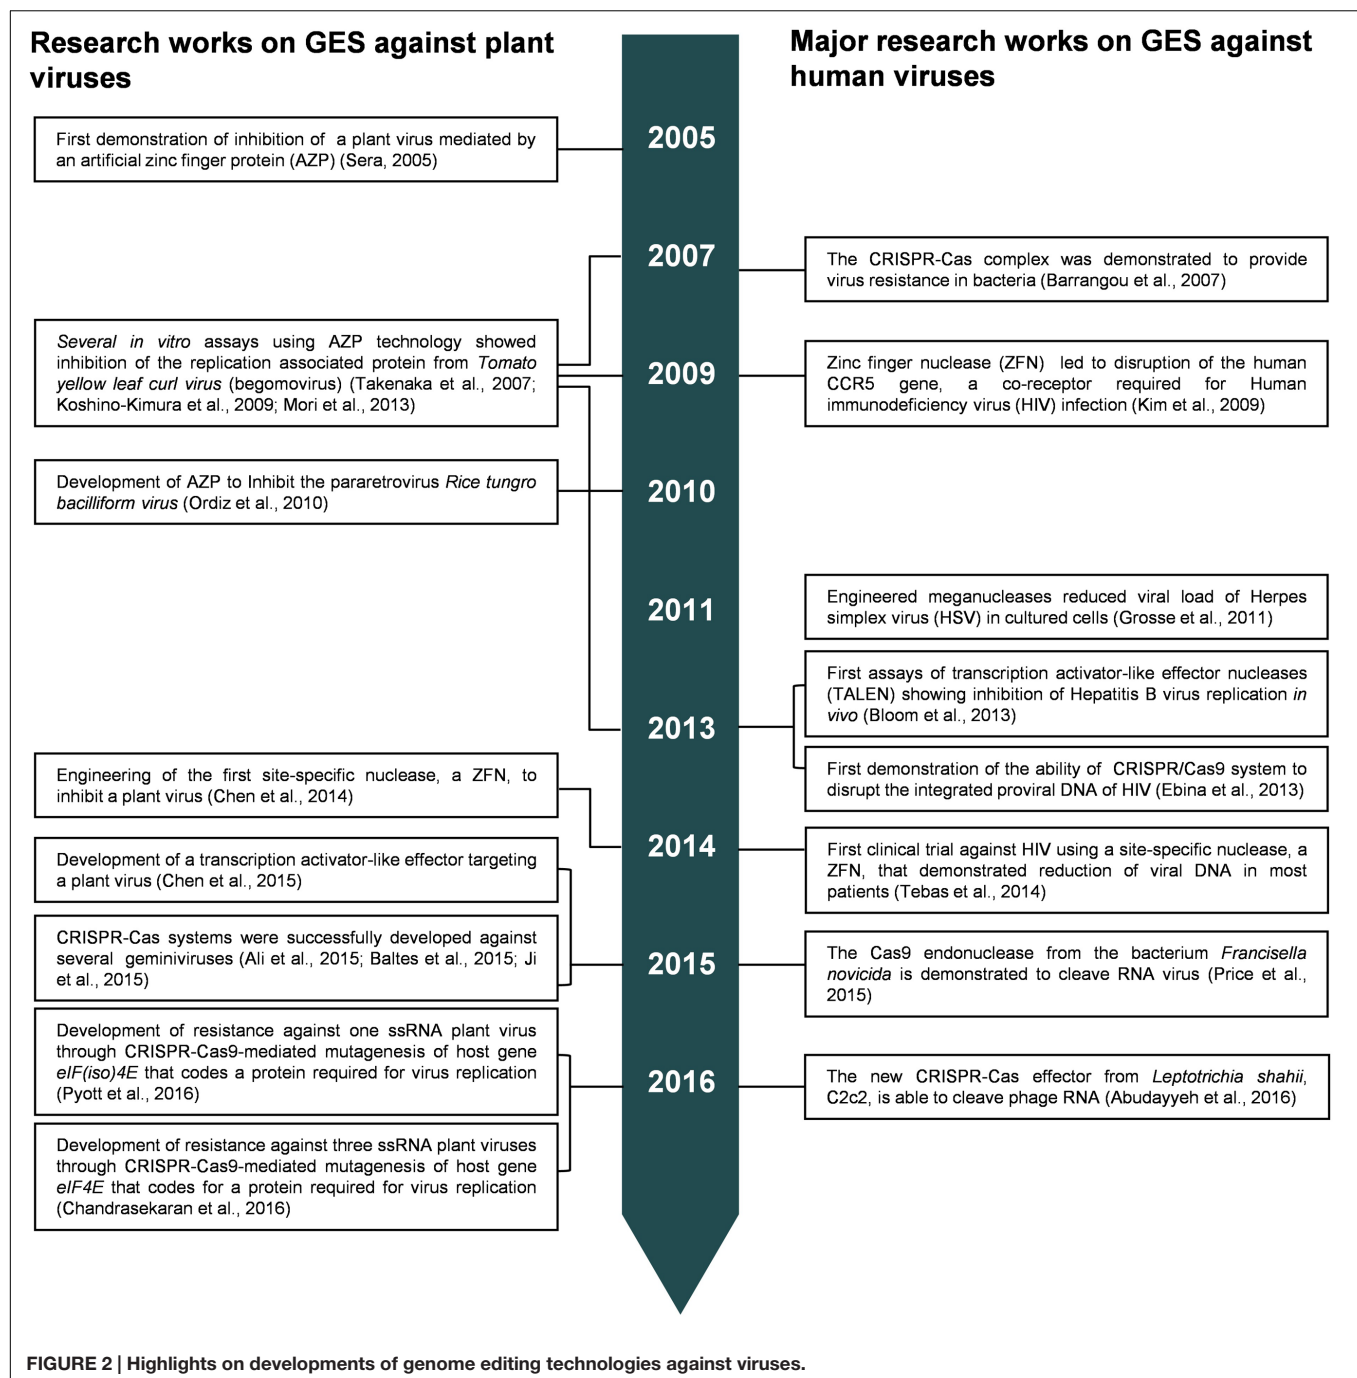 Research works on GES against plant
viruses
First demonstration of inhibition of a plant virus mediated by
an artificial zinc finger protein (AZP) (Sera, 2005)
Several in vitro assays using AZP technology showed
inhibition of the replication associated protein from Tomato
yellow leaf curl virus (begomovirus) (Takenaka et al., 2007;
Koshino-Kimura et al., 2009; Mori et al., 2013)
Development of AZP to Inhibit the pararetrovirus Rice tungro
bacilliform virus (Ordiz et al., 2010)
Engineering of the first site-specific nuclease, a ZFN, to
inhibit a plant virus (Chen et al., 2014)
Development of a transcription activator-like effector targeting
a plant virus (Chen et al., 2015)
CRISPR-Cas systems were successfully developed against
several geminiviruses (Ali et al., 2015; Baltes et al., 2015; Ji
et al., 2015)
Development of resistance against one ssRNA plant virus
through CRISPR-Cas9-mediated mutagenesis of host gene
eIF(iso)4E that codes a protein required for virus replication
(Pyott et al., 2016)
Development of resistance against three ssRNA plant viruses
through CRISPR-Cas9-mediated mutagenesis of host gene
eIF4E that codes for a protein required for virus replication
(Chandrasekaran et al., 2016)
2005
2007
2009
2010
2011
2013
2014
2015
2016
Major research works on GES against
human viruses
The CRISPR-Cas complex was demonstrated to provide
virus resistance in bacteria (Barrangou et al., 2007)
Zinc finger nuclease (ZFN) led to disruption of the human
CCR5 gene, a co-receptor required for Human
immunodeficiency virus (HIV) infection (Kim et al., 2009)
Engineered meganucleases reduced viral load of Herpes
simplex virus (HSV) in cultured cells (Grosse et al., 2011)
First assays of transcription activator-like effector nucleases
(TALEN) showing inhibition of Hepatitis B virus replication in
vivo (Bloom et al., 2013)
First demonstration of the ability of CRISPR/Cas9 system to
disrupt the integrated proviral DNA of HIV (Ebina et al., 2013)
First clinical trial against HIV using a site-specific nuclease, a
ZFN, that demonstrated reduction of viral DNA in most
patients (Tebas et al., 2014)
The Cas9 endonuclease from the bacterium Francisella
novicida is demonstrated to cleave RNA virus (Price et al.,
2015)
The new CRISPR-Cas effector from Leptotrichia shahii,
C2c2, is able to cleave phage RNA (Abudayyeh et al., 2016)
FIGURE 2 | Highlights on developments of genome editing technologies against viruses.